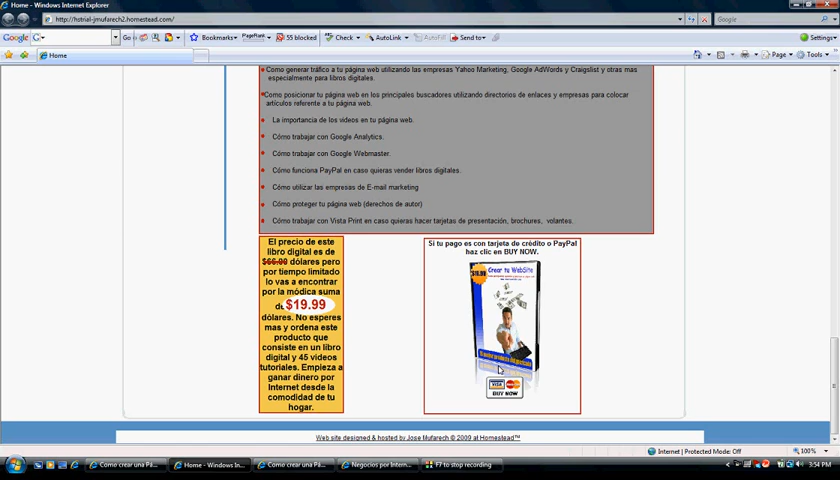 Home - Windows Internet Explorer
http://hstrial-jmufarech2.homestead.com/
Google
Google
G
Go
Bookmarks
PageRank
55 blocked
Check
AutoLink
AutoFill
Send to
Settings
Home
Page
Tools
Como generar tráfico a tu página web utilizando las empresas Yahoo Marketing, Google AdWords y Craigslist y otras mas
especialmente para libros digitales.
Como posicionar tu página web en los principales buscadores utilizando directorios de enlaces y empresas para colocar
artículos referente a tu página web.
La importancia de los videos en tu página web.
Cómo trabajar con Google Analytics.
Cómo trabajar con Google Webmaster.
Cómo funciona PayPal en caso quieras vender libros digitales.
Cómo utilizar las empresas de E-mail marketing
Cómo proteger tu página web (derechos de autor)
Cómo trabajar con Vista Print en caso quieras hacer tarjetas de presentación, brochures, volantes.
El precio de este
libro digital es de
$66.00 dólares pero
por tiempo limitado
lo vas a encontrar
por la módica suma
de $19.99
dólares. No esperes
mas y ordena este
producto que
consiste en un libro
digital y 45 videos
tutoriales. Empieza a
ganar dinero por
Internet desde la
comodidad de tu
hogar.
Si tu pago es con tarjeta de crédito o PayPal
haz clic en BUY NOW.
$19.99
Crear tu WebSite
VISA MasterCard
BUY NOW
Web site designed & hosted by Jose Mufarech © 2009 at Homestead™
Internet | Protected Mode: Off
100%
Como crear una Pá...
Home - Windows In...
Como crear una Pá...
Negocios por Intern...
F7 to stop recording
3:54 PM